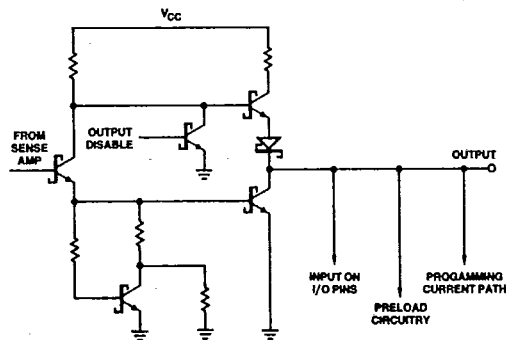 VCC
FROM
SENSE
AMP
OUTPUT
DISABLE
OUTPUT
INPUT ON
I/O PINS
PRELOAD
CIRCUITRY
PROGAMMING
CURRENT PATH